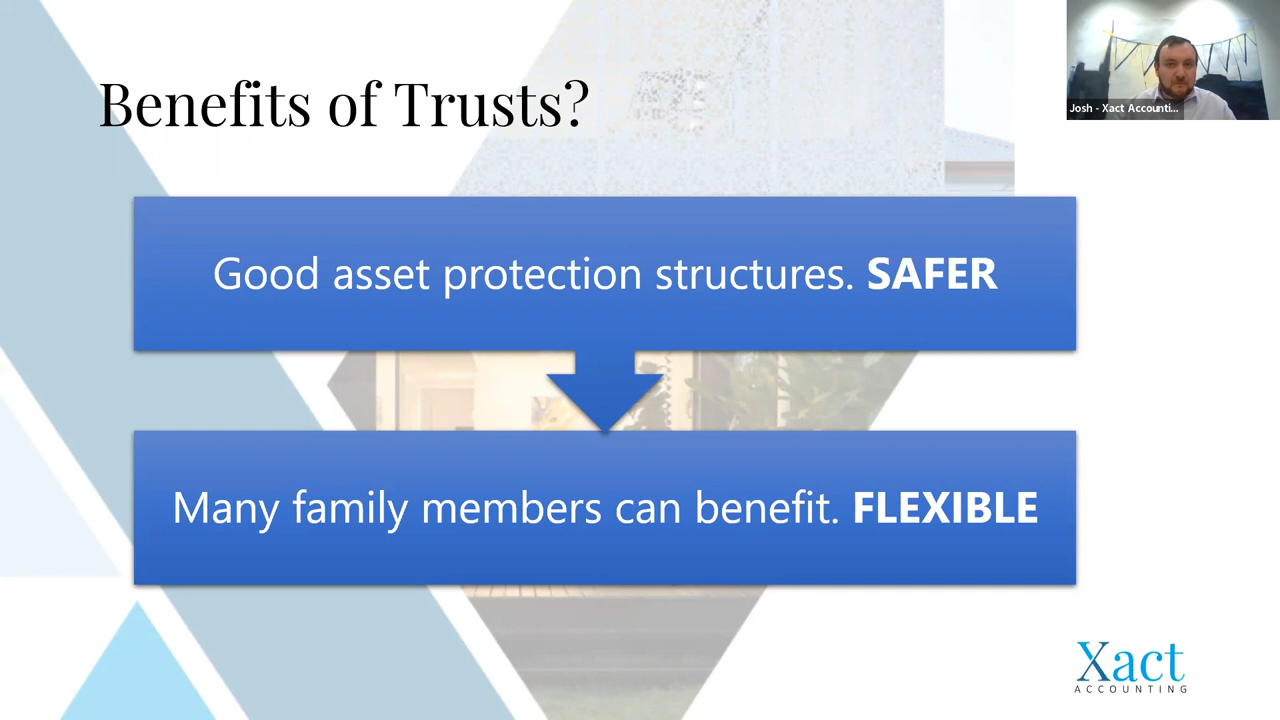 Benefits of Trusts?
Josh - Xact Accounti...
Good asset protection structures. SAFER
Many family members can benefit. FLEXIBLE
Xact
ACCOUNTING